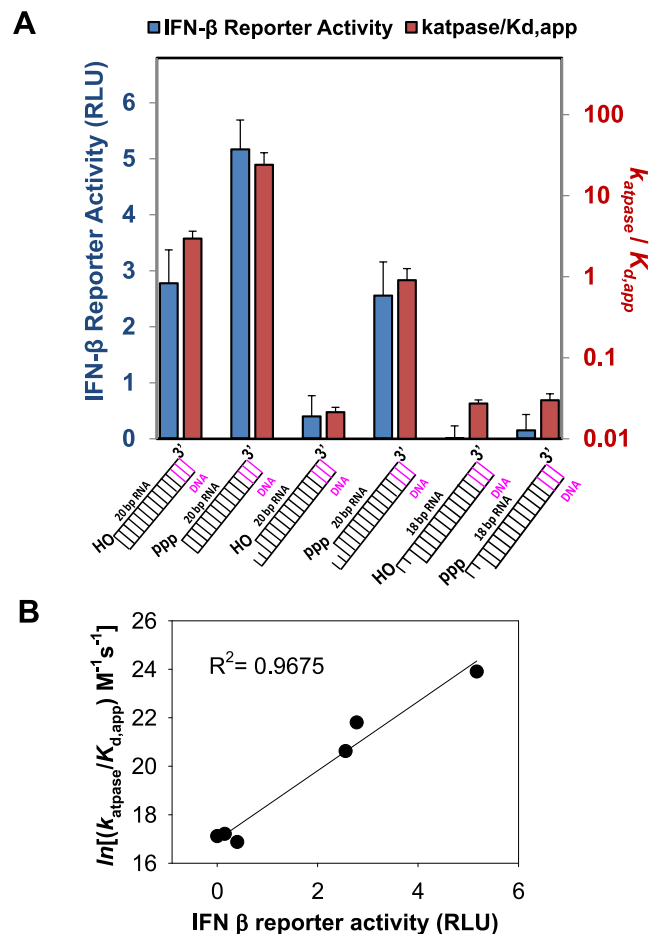 A
IFN-β Reporter Activity katpase/Kd,app
IFN-β Reporter Activity (RLU)
6
5
4
3
2
1
0
100
10
1
0.1
0.01
k_atpase / K_d,app
HO 20 bp RNA 3' DNA
ppp 20 bp RNA 3' DNA
HO 20 bp RNA 3' DNA
ppp 20 bp RNA 3' DNA
HO 18 bp RNA 3' DNA
ppp 18 bp RNA 3' DNA
B
ln[(k_atpase/K_d,app) M⁻¹s⁻¹]
26
24
22
20
18
16
R²= 0.9675
0 2 4 6
IFN β reporter activity (RLU)